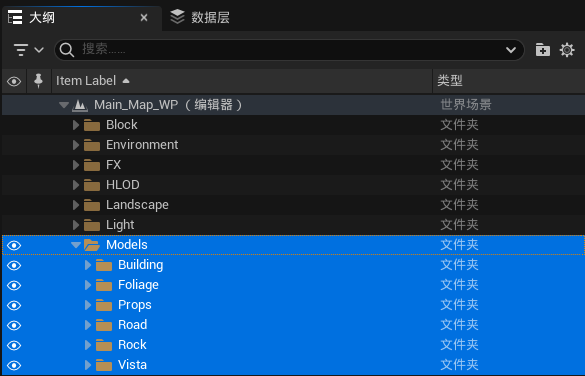 大纲 × 数据层
搜索......
Item Label 类型
Main_Map_WP（编辑器） 世界场景
Block 文件夹
Environment 文件夹
FX 文件夹
HLOD 文件夹
Landscape 文件夹
Light 文件夹
Models 文件夹
Building 文件夹
Foliage 文件夹
Props 文件夹
Road 文件夹
Rock 文件夹
Vista 文件夹